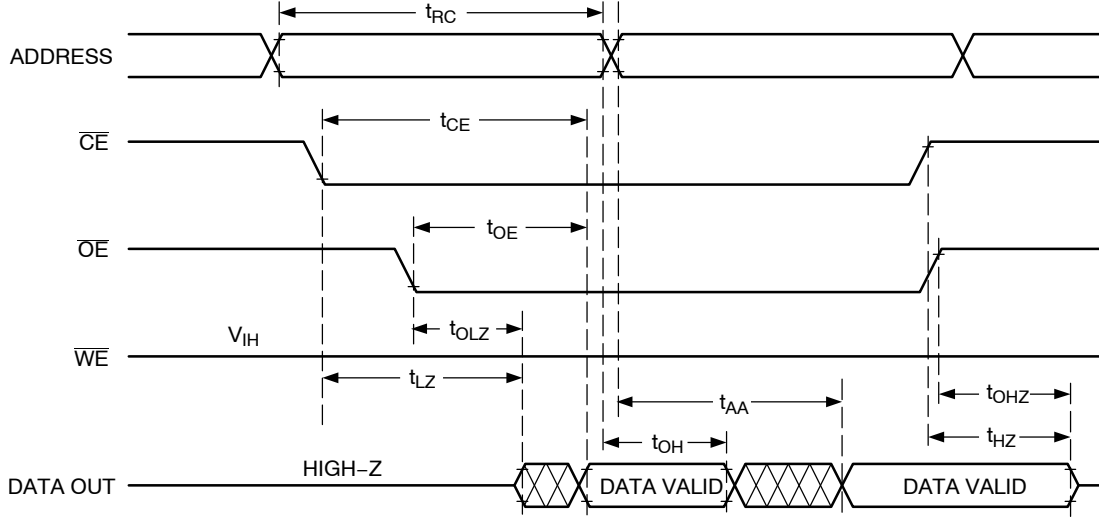 tRC
ADDRESS
tCE
CE
tOE
OE
tOLZ
VIH
WE
tLZ
tAA
tOHZ
tOH
tHZ
HIGH–Z
DATA OUT
DATA VALID
DATA VALID